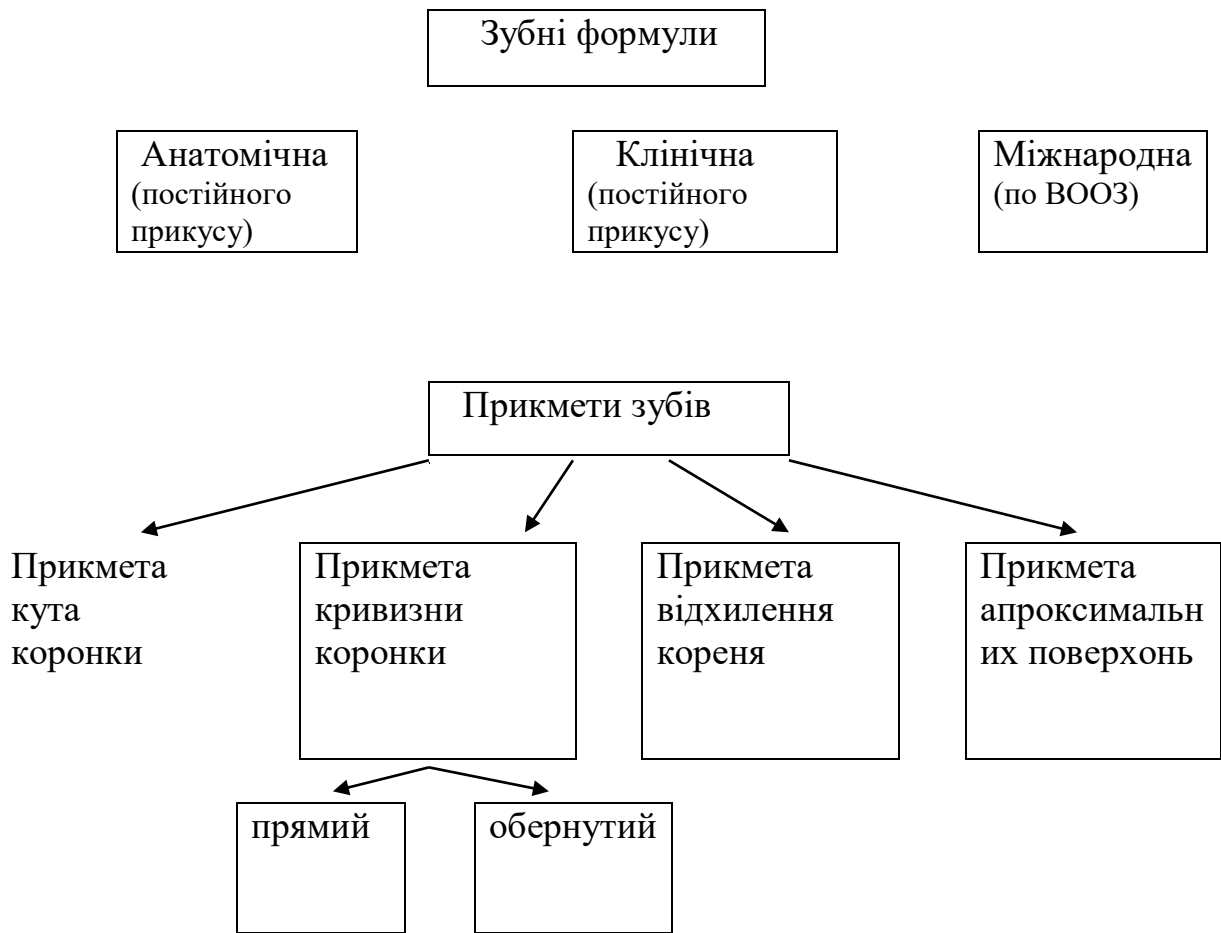 Зубні формули
Анатомічна
(постійного
прикусу)
Клінічна
(постійного
прикусу)
Міжнародна
(по ВООЗ)
Прикмети зубів
Прикмета
кута
коронки
Прикмета
кривизни
коронки
Прикмета
відхилення
кореня
Прикмета
апроксимальн
их поверхонь
прямий
обернутий